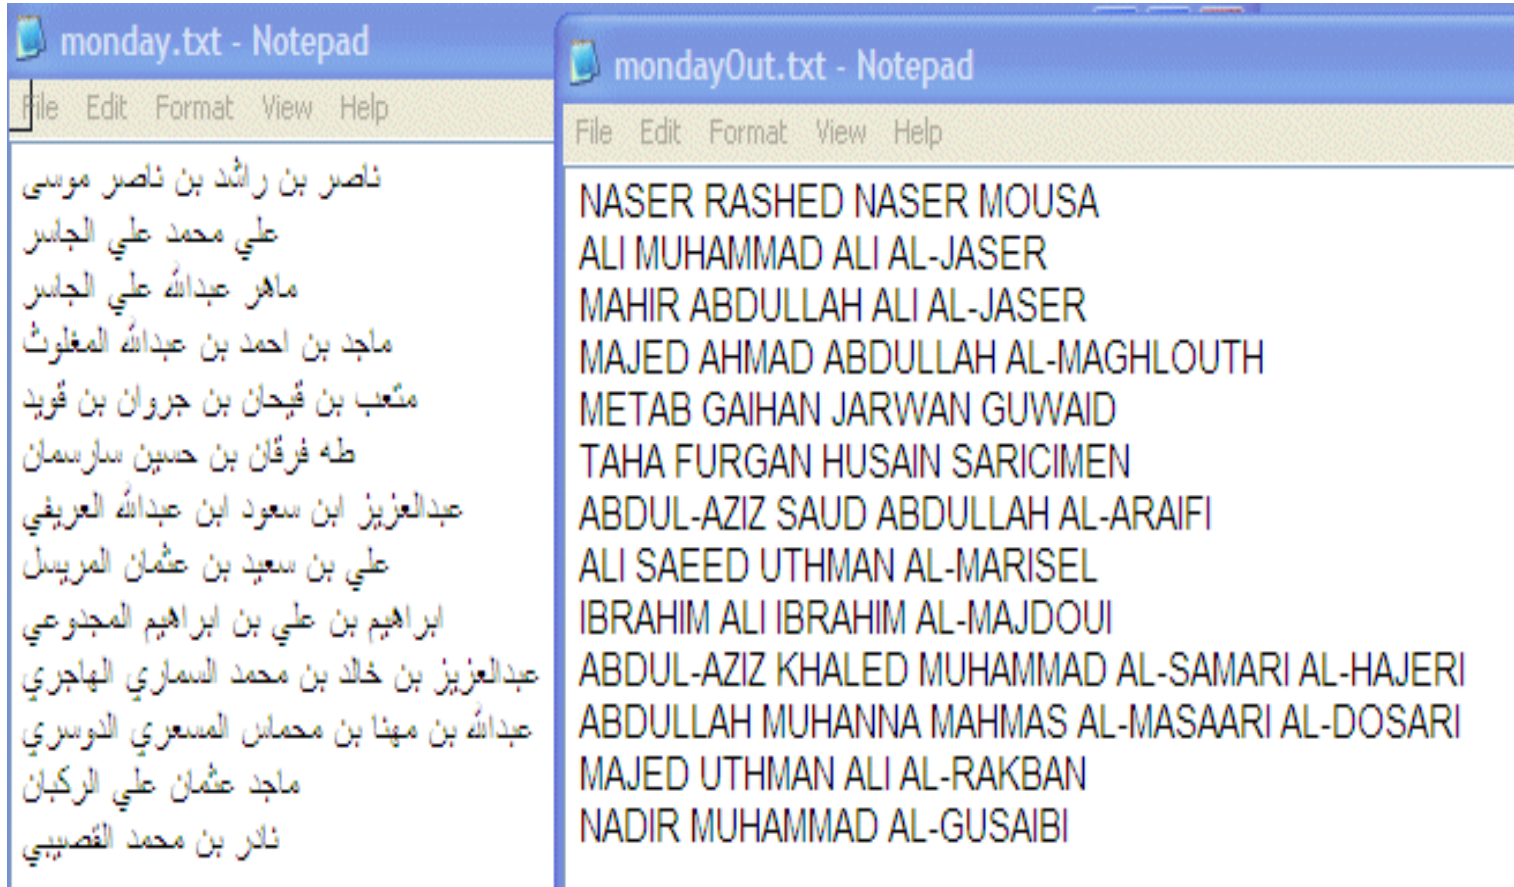 monday.txt - Notepad
File Edit Format View Help
ناصر بن راشد بن ناصر موسى
علي محمد علي الجاسر
ماهر عبدالله علي الجاسر
ماجد بن احمد بن عبدالله المغلوث
متعب بن قيحان بن جروان بن قويد
طه فرقان بن حسين سارسمان
عبدالعزيز ابن سعود ابن عبدالله العريفي
علي بن سعيد بن عثمان المريسل
ابراهيم بن علي بن ابراهيم المجدوعي
عبدالعزيز بن خالد بن محمد السماري الهاجري
عبدالله بن مهنا بن محماس المسعري الدوسري
ماجد عثمان علي الركبان
نادر بن محمد القصيبي
mondayOut.txt - Notepad
File Edit Format View Help
NASER RASHED NASER MOUSA
ALI MUHAMMAD ALI AL-JASER
MAHIR ABDULLAH ALI AL-JASER
MAJED AHMAD ABDULLAH AL-MAGHLOUTH
METAB GAIHAN JARWAN GUWAID
TAHA FURGAN HUSAIN SARICIMEN
ABDUL-AZIZ SAUD ABDULLAH AL-ARAIFI
ALI SAEED UTHMAN AL-MARISEL
IBRAHIM ALI IBRAHIM AL-MAJDOUI
ABDUL-AZIZ KHALED MUHAMMAD AL-SAMARI AL-HAJERI
ABDULLAH MUHANNA MAHMAS AL-MASAARI AL-DOSARI
MAJED UTHMAN ALI AL-RAKBAN
NADIR MUHAMMAD AL-GUSAIBI